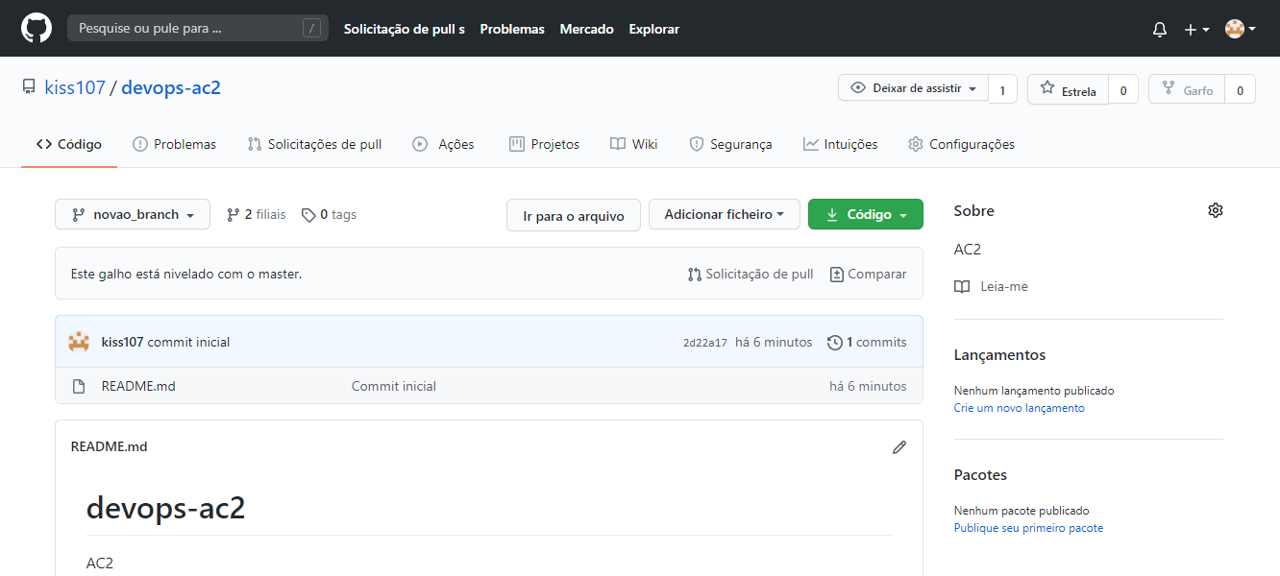 Pesquise ou pule para ... /
Solicitação de pull s Problemas Mercado Explorar
kiss107 / devops-ac2
Deixar de assistir 1 Estrela 0 Garfo 0
Código Problemas Solicitações de pull Ações Projetos Wiki Segurança Intuições Configurações
novao_branch 2 filiais 0 tags Ir para o arquivo Adicionar ficheiro Código
Este galho está nivelado com o master. Solicitação de pull Comparar
kiss107 commit inicial 2d22a17 há 6 minutos 1 commits
README.md Commit inicial há 6 minutos
README.md
devops-ac2
AC2
Sobre
AC2
Leia-me
Lançamentos
Nenhum lançamento publicado
Crie um novo lançamento
Pacotes
Nenhum pacote publicado
Publique seu primeiro pacote